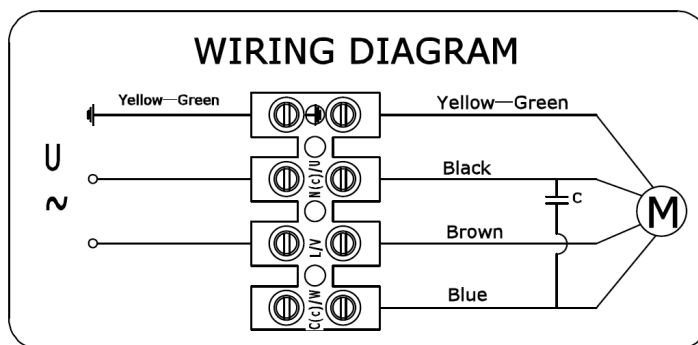 WIRING DIAGRAM
Yellow—Green
Yellow—Green
U
~
N(c)/U
Black
C
M
L/V
Brown
C(c)/W
Blue